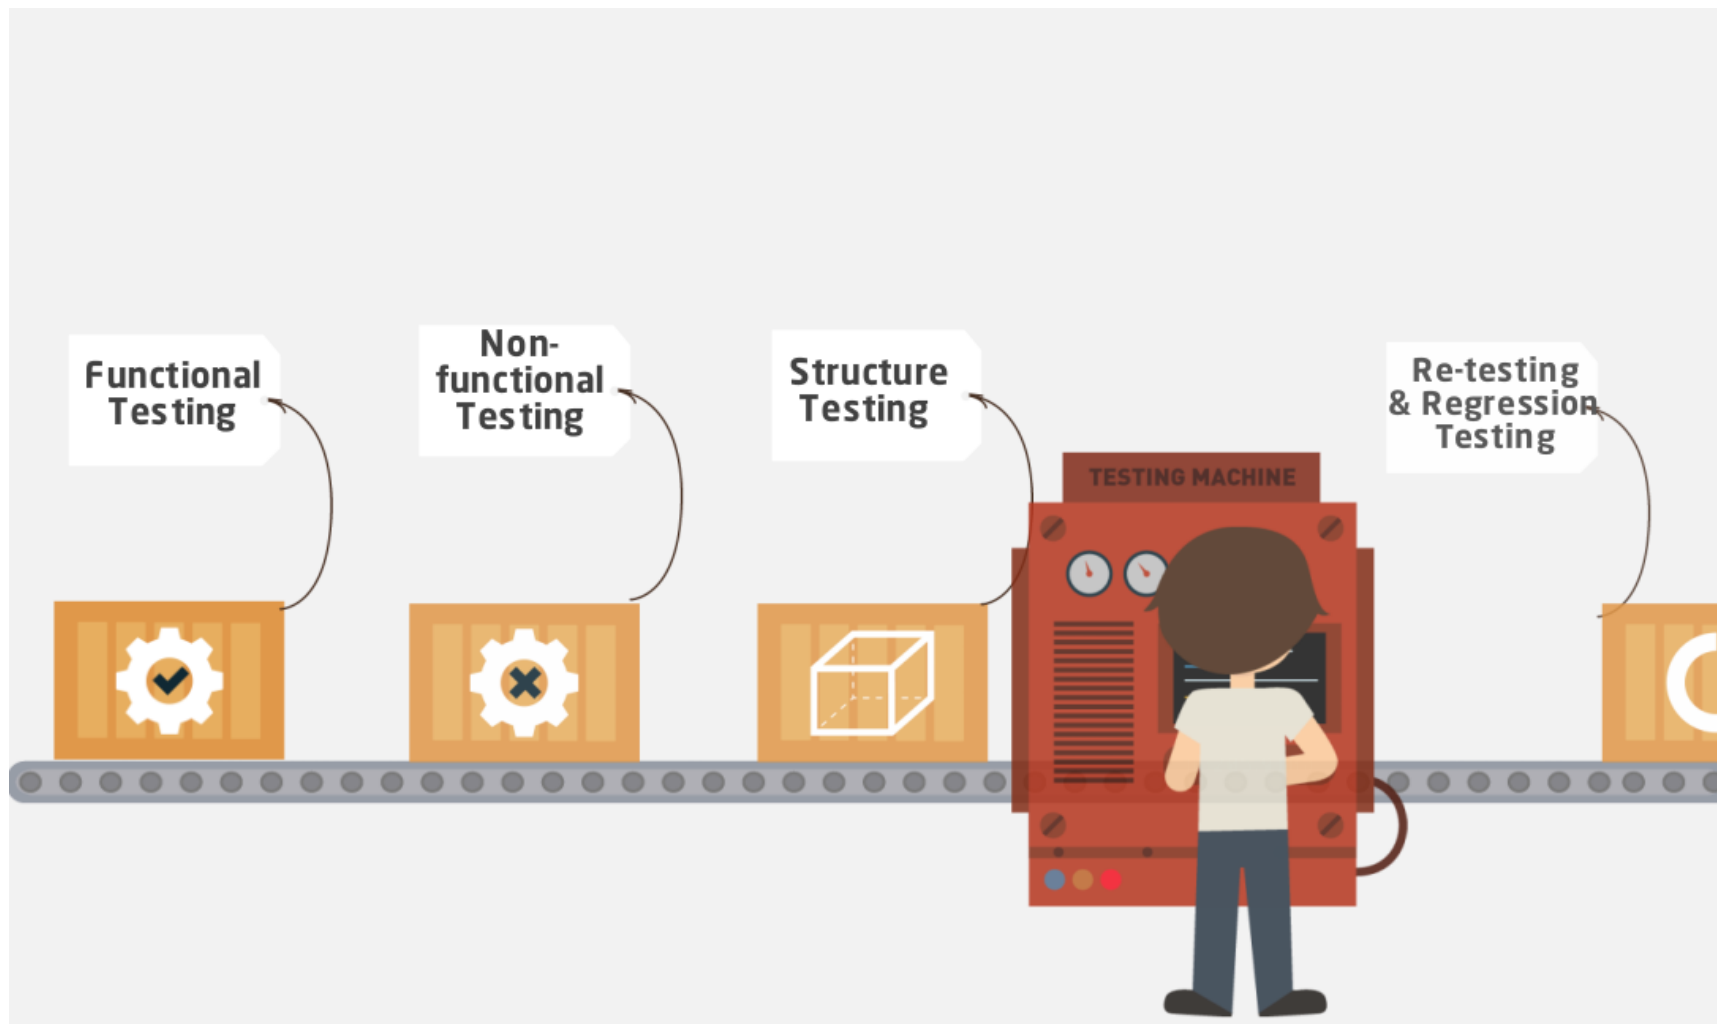 Functional
Testing
Non-
functional
Testing
Structure
Testing
TESTING MACHINE
Re-testing
& Regression
Testing